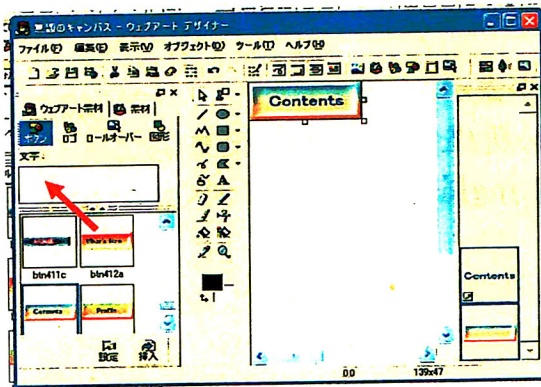 無題のキャンバス - ウェブアート デザイナー
ファイル(F) 編集(E) 表示(V) オブジェクト(O) ツール(T) ヘルプ(H)
ウェブアート素材 素材
ボタン ロゴ ロールオーバー 図形
文字:
Contents
What's New
btn411c btn412a
Contents Profile
設定 挿入
Contents
0,0 139x47